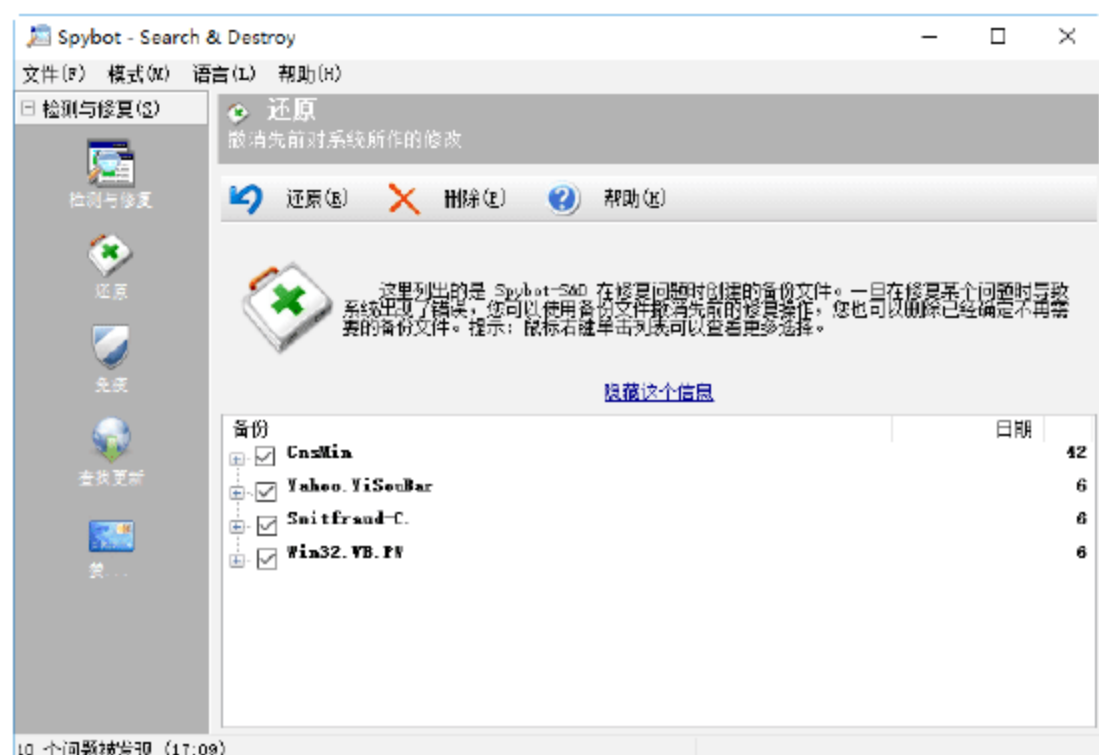 Spybot - Search & Destroy
文件(F) 模式(M) 语言(L) 帮助(H)
检测与修复(S)
还原
撤消先前对系统所作的修改
检测与修复
还原(R) 删除(P) 帮助(H)
还原
这里列出的是 Spybot-S&D 在修复问题时创建的备份文件。一旦在修复某个问题时导致
系统出现了错误，您可以使用备份文件撤消先前的修复操作，您也可以删除已经确定不再需
要的备份文件。提示：鼠标右键单击列表可以查看更多选择。
免疫
隐藏这个信息
备份 日期
CnsMin 42
查找更新
Yahoo.YiSouBar 6
Smitfraud-C. 6
Win32.VB.PW 6
10 个问题被发现 (17:09)